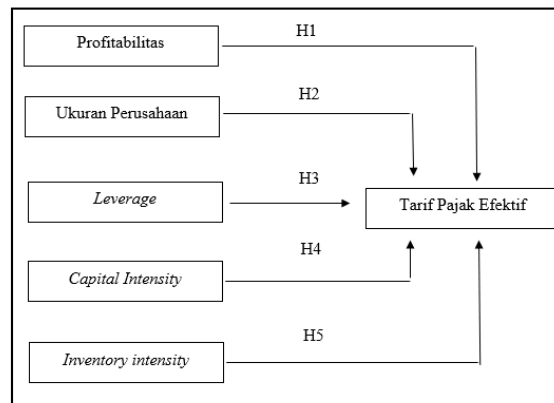 Profitabilitas
H1
Ukuran Perusahaan
H2
Leverage
H3
Tarif Pajak Efektif
Capital Intensity
H4
Inventory intensity
H5